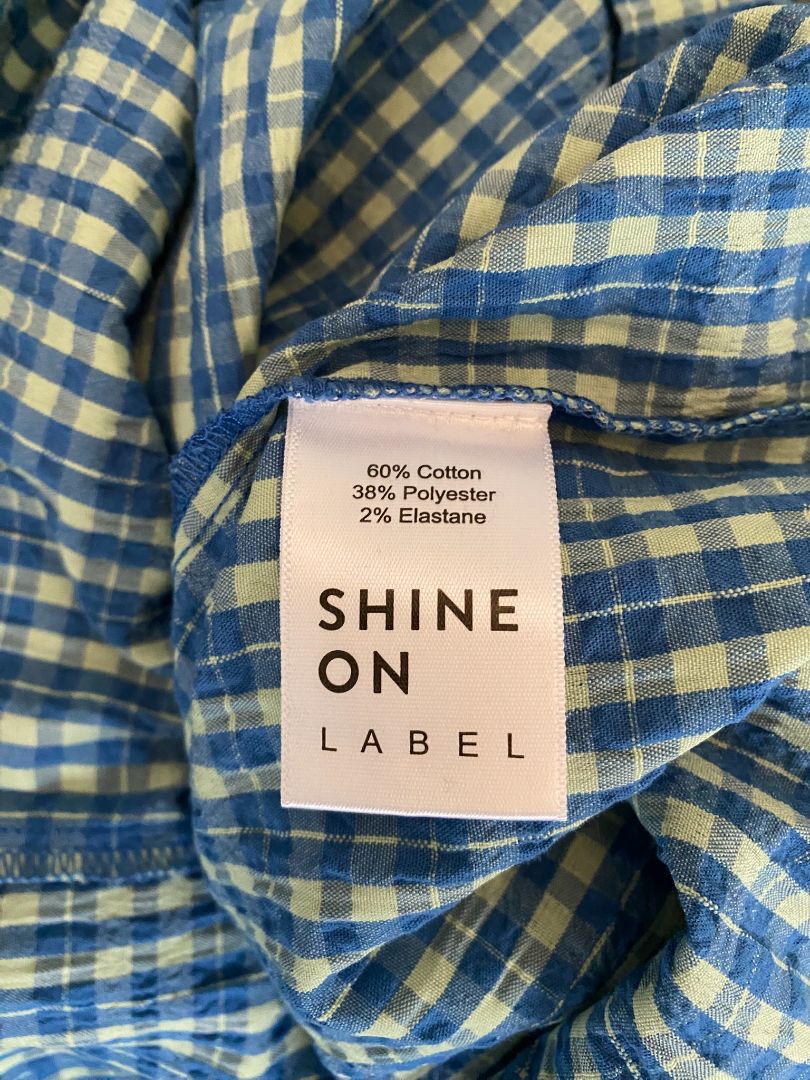 60% Cotton
38% Polyester
2% Elastane
SHINE
ON
LABEL